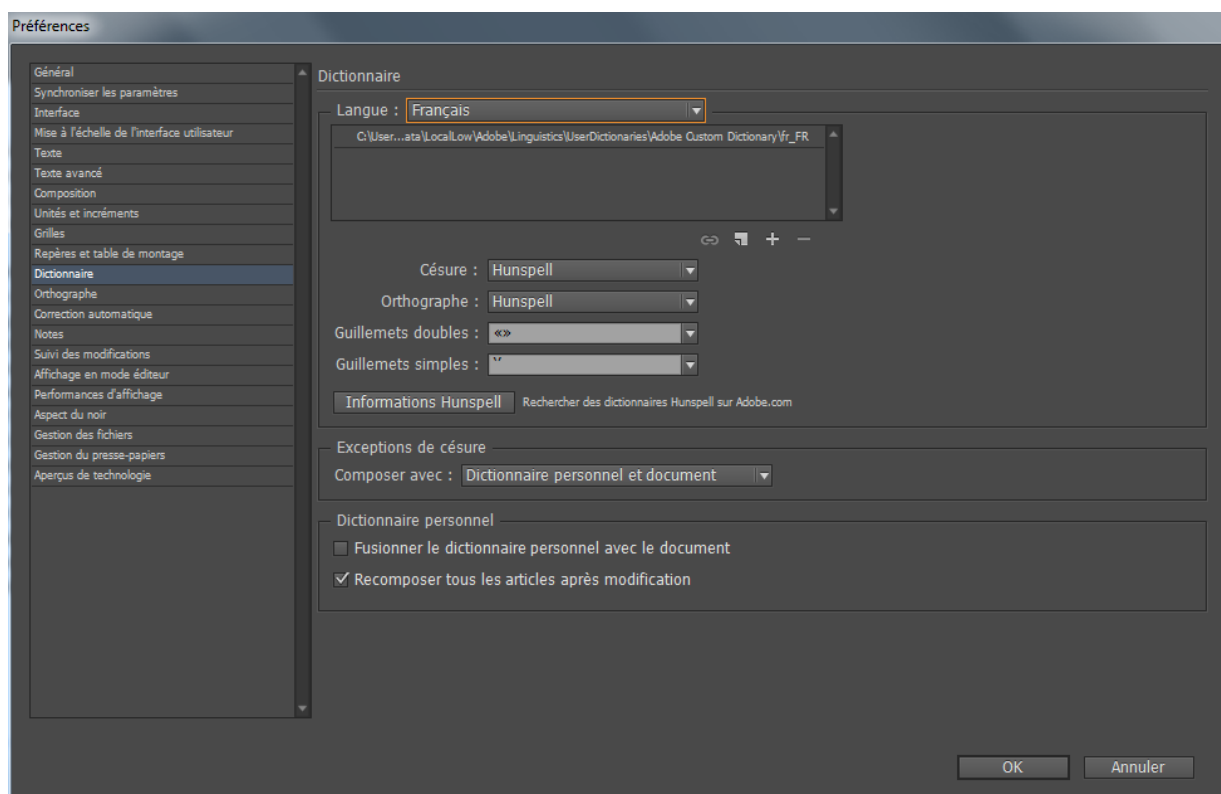 Préférences
Général
Synchroniser les paramètres
Interface
Mise à l'échelle de l'interface utilisateur
Texte
Texte avancé
Composition
Unités et incréments
Grilles
Repères et table de montage
Dictionnaire
Orthographe
Correction automatique
Notes
Suivi des modifications
Affichage en mode éditeur
Performances d'affichage
Aspect du noir
Gestion des fichiers
Gestion du presse-papiers
Aperçus de technologie
Dictionnaire
Langue : Français
C:\User...ata\LocalLow\Adobe\Linguistics\UserDictionaries\Adobe Custom Dictionary\fr_FR
Césure : Hunspell
Orthographe : Hunspell
Guillemets doubles : «»
Guillemets simples :
Informations Hunspell Rechercher des dictionnaires Hunspell sur Adobe.com
Exceptions de césure
Composer avec : Dictionnaire personnel et document
Dictionnaire personnel
Fusionner le dictionnaire personnel avec le document
Recomposer tous les articles après modification
OK Annuler